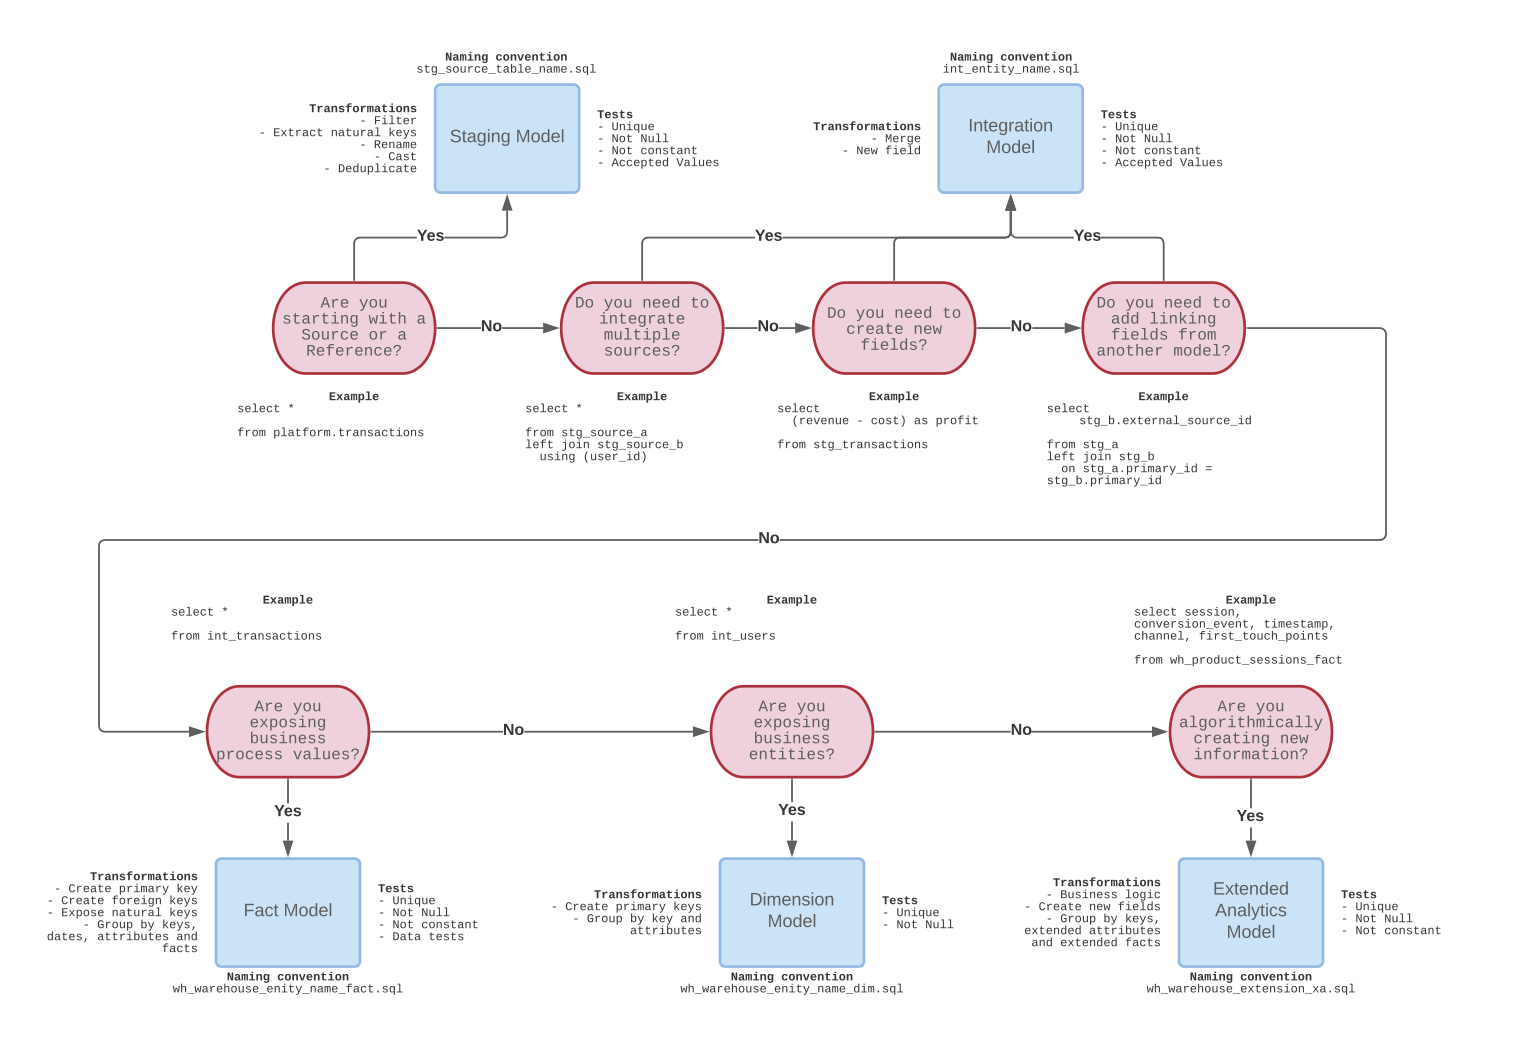 Naming convention
stg_source_table_name.sql
Transformations
- Filter
- Extract natural keys
- Rename
- Cast
- Deduplicate
Staging Model
Tests
- Unique
- Not Null
- Not constant
- Accepted Values
Naming convention
int_entity_name.sql
Transformations
- Merge
- New field
Integration
Model
Tests
- Unique
- Not Null
- Not constant
- Accepted Values
Yes
Yes
Yes
Are you
starting with a
Source or a
Reference?
No
Do you need to
integrate
multiple
sources?
No
Do you need to
create new
fields?
No
Do you need to
add linking
fields from
another model?
Example
select *
from platform.transactions
Example
select *
from stg_source_a
left join stg_source_b
using (user_id)
Example
select
(revenue - cost) as profit
from stg_transactions
Example
select
stg_b.external_source_id
from stg_a
left join stg_b
on stg_a.primary_id =
stg_b.primary_id
No
Example
select *
from int_transactions
Example
select *
from int_users
Example
select session,
conversion_event, timestamp,
channel, first_touch_points
from wh_product_sessions_fact
Are you
exposing
business
process values?
No
Are you
exposing
business
entities?
No
Are you
algorithmically
creating new
information?
Yes
Yes
Yes
Transformations
- Create primary key
- Create foreign keys
- Expose natural keys
- Group by keys,
dates, attributes and
facts
Fact Model
Tests
- Unique
- Not Null
- Not constant
- Data tests
Naming convention
wh_warehouse_enity_name_fact.sql
Transformations
- Create primary keys
- Group by key and
attributes
Dimension
Model
Tests
- Unique
- Not Null
Naming convention
wh_warehouse_enity_name_dim.sql
Transformations
- Business logic
- Create new fields
- Group by keys,
extended attributes
and extended facts
Extended
Analytics
Model
Tests
- Unique
- Not Null
- Not constant
Naming convention
wh_warehouse_extension_xa.sql